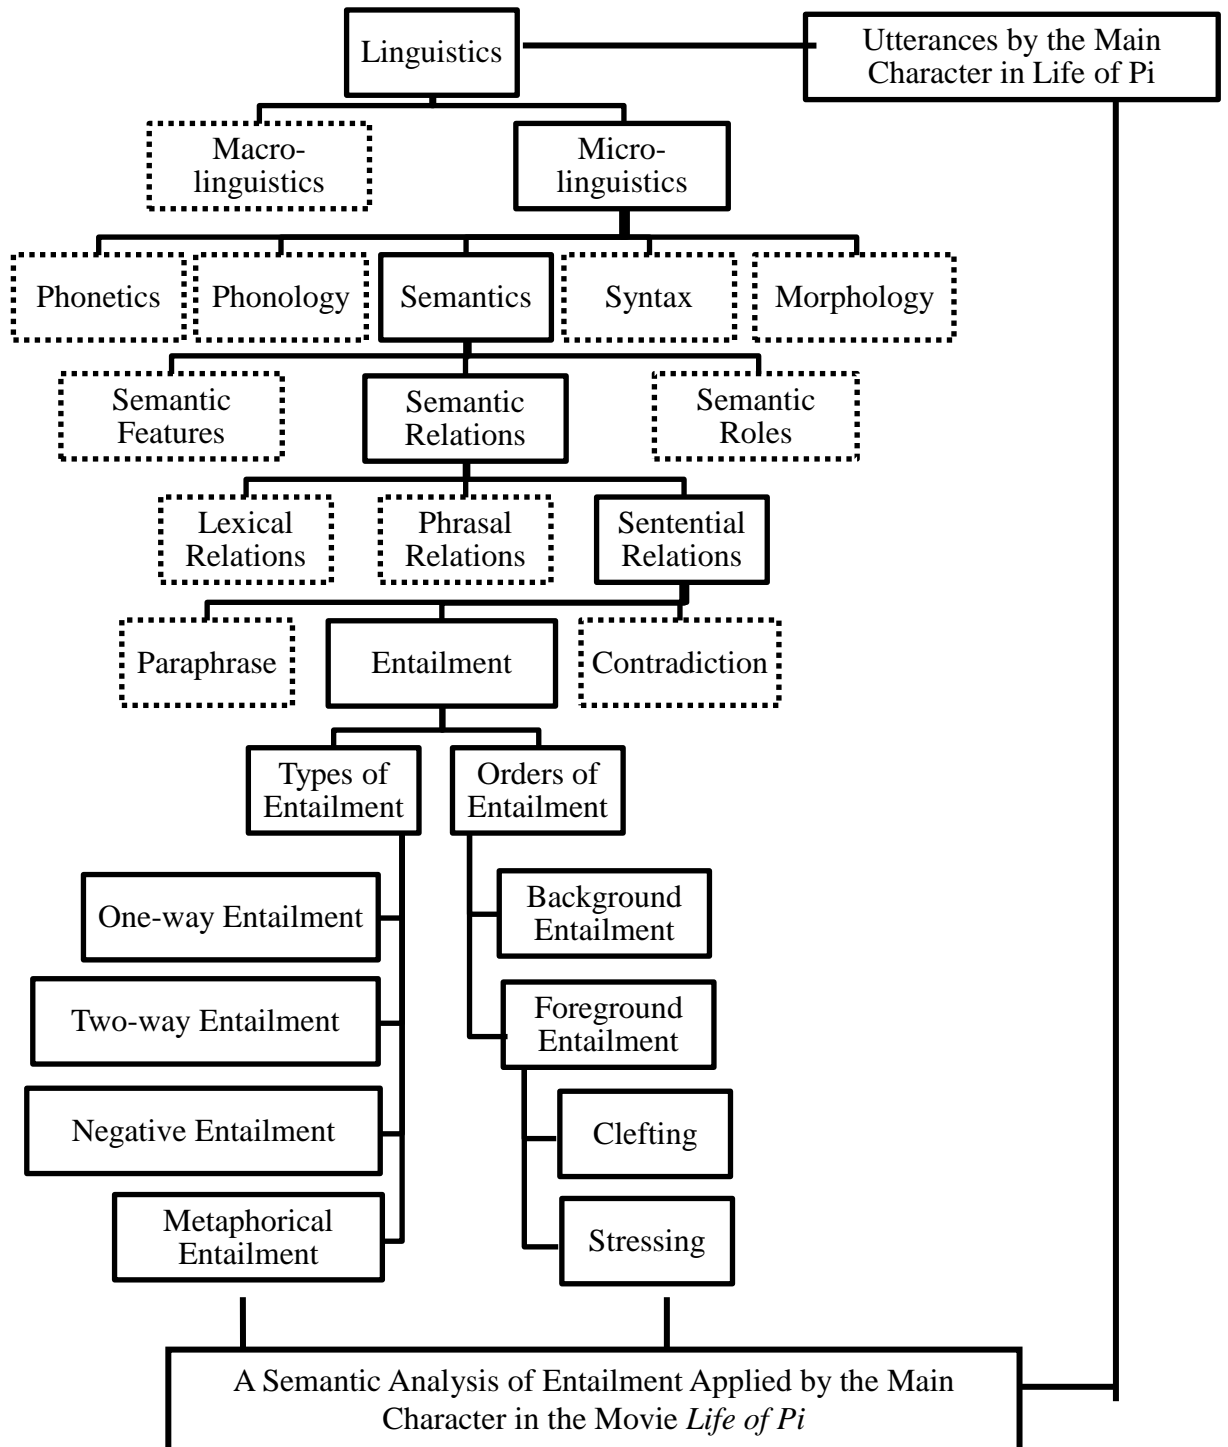 Linguistics
Utterances by the Main
Character in Life of Pi
Macro-
linguistics
Micro-
linguistics
Phonetics
Phonology
Semantics
Syntax
Morphology
Semantic
Features
Semantic
Relations
Semantic
Roles
Lexical
Relations
Phrasal
Relations
Sentential
Relations
Paraphrase
Entailment
Contradiction
Types of
Entailment
Orders of
Entailment
One-way Entailment
Two-way Entailment
Negative Entailment
Metaphorical
Entailment
Background
Entailment
Foreground
Entailment
Clefting
Stressing
A Semantic Analysis of Entailment Applied by the Main
Character in the Movie Life of Pi